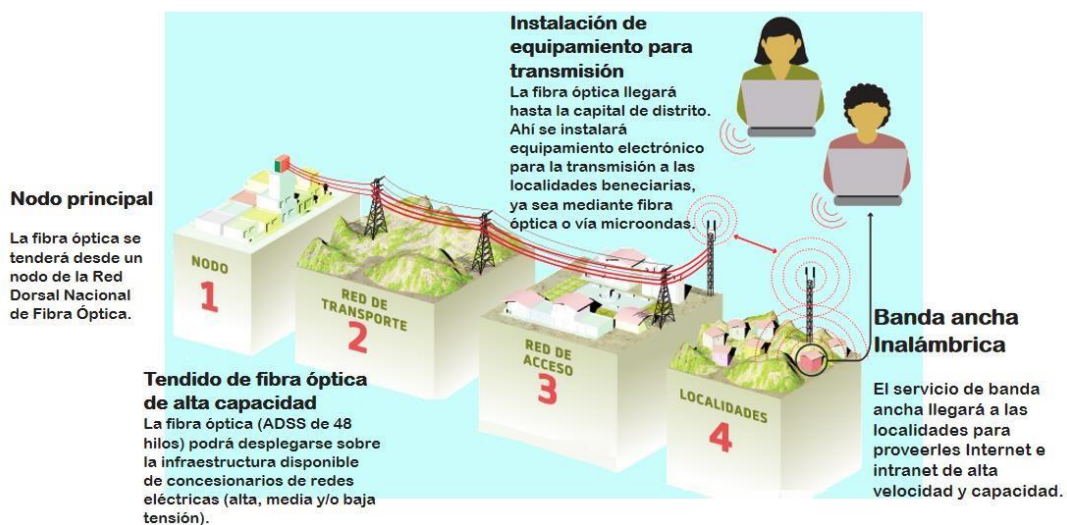 Nodo principal
La fibra óptica se
tenderá desde un
nodo de la Red
Dorsal Nacional
de Fibra Óptica.
NODO
1
Tendido de fibra óptica
de alta capacidad
La fibra óptica (ADSS de 48
hilos) podrá desplegarse sobre
la infraestructura disponible
de concesionarios de redes
eléctricas (alta, media y/o baja
tensión).
RED DE
TRANSPORTE
2
Instalación de
equipamiento para
transmisión
La fibra óptica llegará
hasta la capital de distrito.
Ahí se instalará
equipamiento electrónico
para la transmisión a las
localidades beneciarias,
ya sea mediante fibra
óptica o vía microondas.
RED DE
ACCESO
3
LOCALIDADES
4
Banda ancha
Inalámbrica
El servicio de banda
ancha llegará a las
localidades para
proveerles Internet e
intranet de alta
velocidad y capacidad.